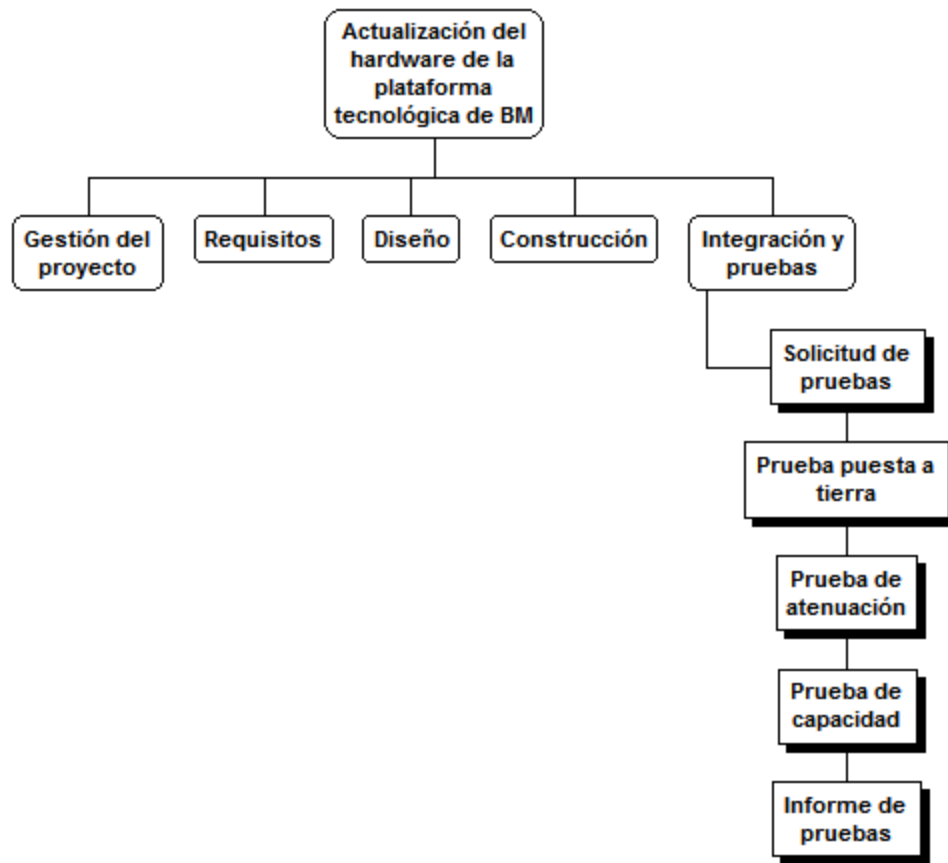 Actualización del
hardware de la
plataforma
tecnológica de BM
Gestión del
proyecto
Requisitos
Diseño
Construcción
Integración y
pruebas
Solicitud de
pruebas
Prueba puesta a
tierra
Prueba de
atenuación
Prueba de
capacidad
Informe de
pruebas